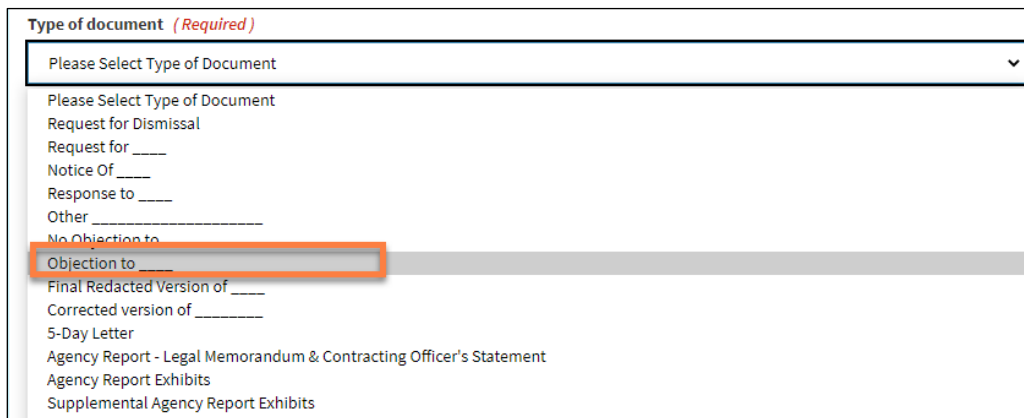 Type of document (Required)
Please Select Type of Document
Please Select Type of Document
Request for Dismissal
Request for ____
Notice Of ____
Response to ____
Other ____________________
No Objection to
Objection to ____
Final Redacted Version of ____
Corrected version of ________
5-Day Letter
Agency Report - Legal Memorandum & Contracting Officer's Statement
Agency Report Exhibits
Supplemental Agency Report Exhibits